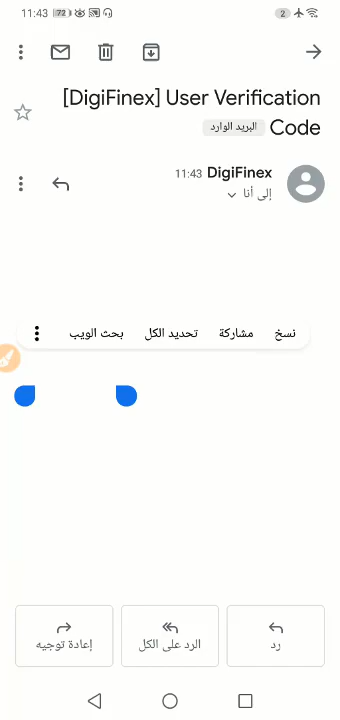 11:43 72 2
[DigiFinex] User Verification
Code البريد الوارد
DigiFinex 11:43
إلى أنا
نسخ مشاركة تحديد الكل بحث الويب
رد الرد على الكل إعادة توجيه